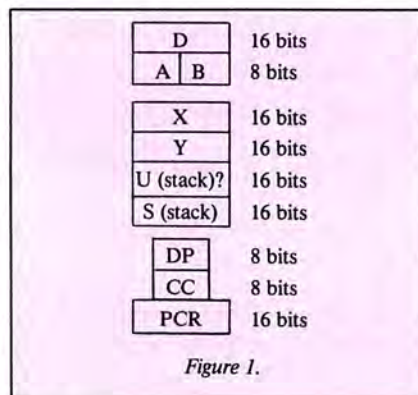 D 16 bits
A B 8 bits
X 16 bits
Y 16 bits
U (stack)? 16 bits
S (stack) 16 bits
DP 8 bits
CC 8 bits
PCR 16 bits
Figure 1.